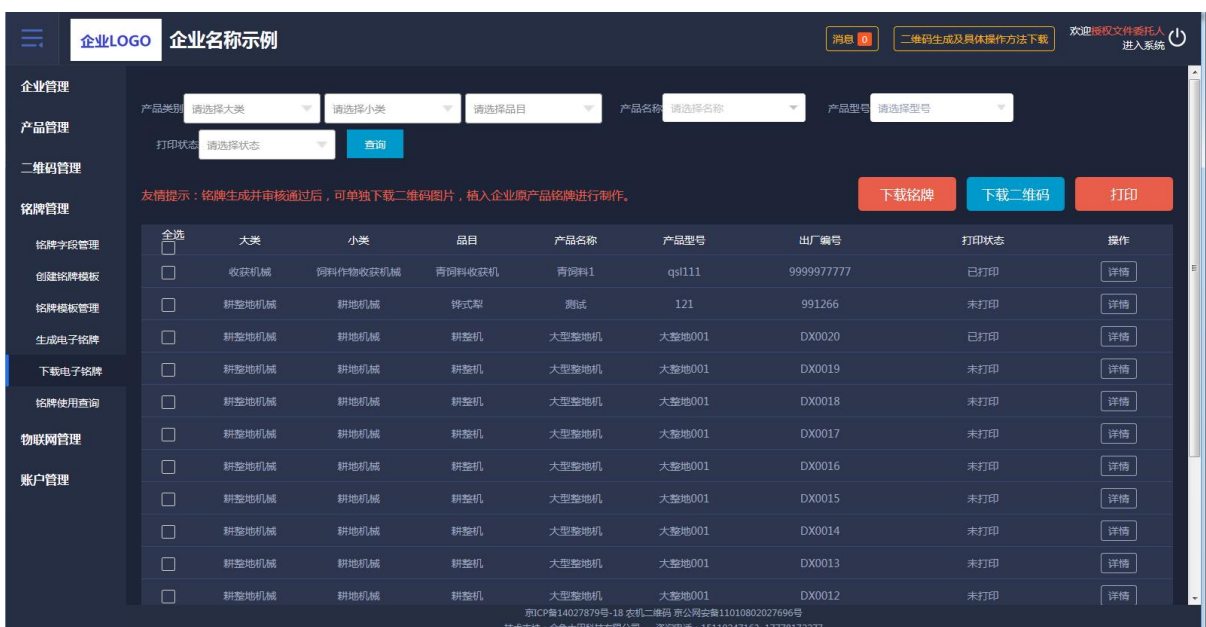 企业LOGO 企业名称示例 消息 0 二维码生成及具体操作方法下载 欢迎授权文件委托人
进入系统
企业管理
产品管理
二维码管理
铭牌管理
铭牌字段管理
创建铭牌模板
铭牌模板管理
生成电子铭牌
下载电子铭牌
铭牌使用查询
物联网管理
账户管理
产品类别 请选择大类 请选择小类 请选择品目 产品名称 请选择名称 产品型号 请选择型号
打印状态 请选择状态 查询
友情提示：铭牌生成并审核通过后，可单独下载二维码图片，植入企业原产品铭牌进行制作。 下载铭牌 下载二维码 打印
全选 大类 小类 品目 产品名称 产品型号 出厂编号 打印状态 操作
收获机械 饲料作物收获机械 青饲料收获机 青饲料1 qsl111 9999977777 已打印 详情
耕整地机械 耕地机械 铧式犁 测试 121 991266 未打印 详情
耕整地机械 耕地机械 耕整机 大型整地机 大整地001 DX0020 已打印 详情
耕整地机械 耕地机械 耕整机 大型整地机 大整地001 DX0019 未打印 详情
耕整地机械 耕地机械 耕整机 大型整地机 大整地001 DX0018 未打印 详情
耕整地机械 耕地机械 耕整机 大型整地机 大整地001 DX0017 未打印 详情
耕整地机械 耕地机械 耕整机 大型整地机 大整地001 DX0016 未打印 详情
耕整地机械 耕地机械 耕整机 大型整地机 大整地001 DX0015 未打印 详情
耕整地机械 耕地机械 耕整机 大型整地机 大整地001 DX0014 未打印 详情
耕整地机械 耕地机械 耕整机 大型整地机 大整地001 DX0013 未打印 详情
耕整地机械 耕地机械 耕整机 大型整地机 大整地001 DX0012 未打印 详情
京ICP备14027879号-18 农机二维码 京公网安备11010802027696号